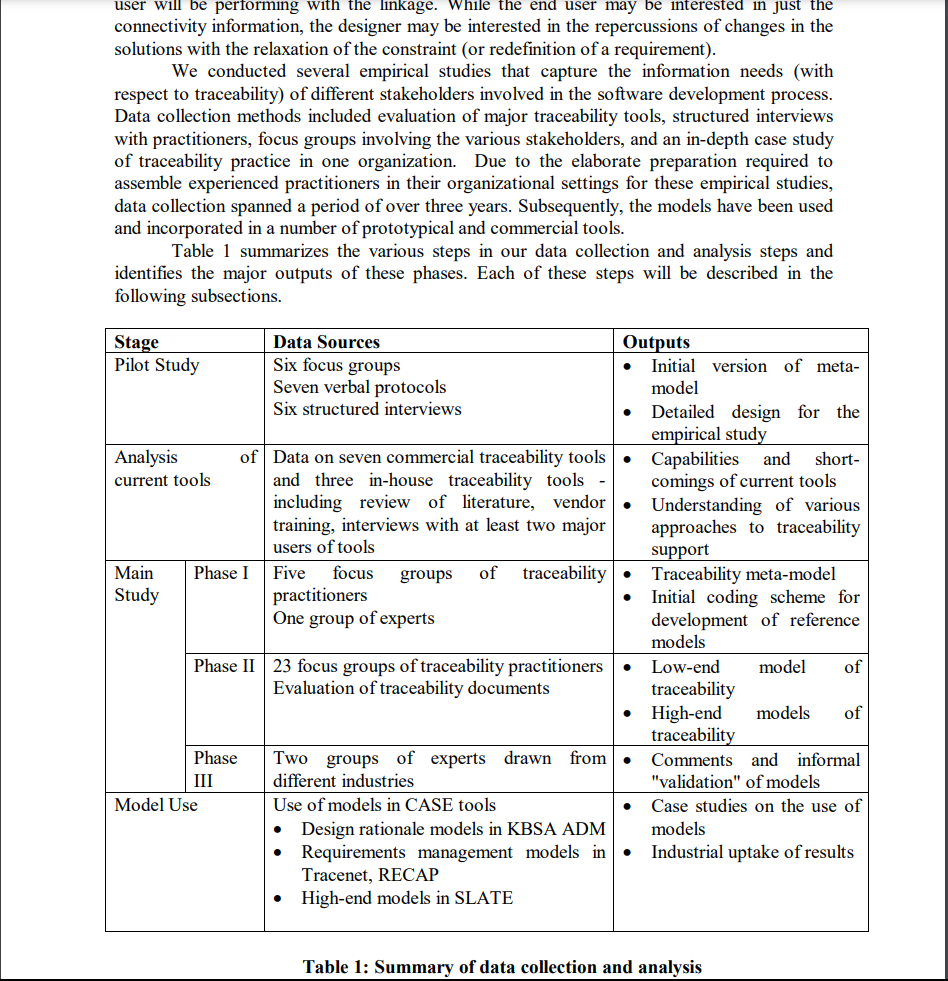 user will be performing with the linkage. While the end user may be interested in just the
connectivity information, the designer may be interested in the repercussions of changes in the
solutions with the relaxation of the constraint (or redefinition of a requirement).
We conducted several empirical studies that capture the information needs (with
respect to traceability) of different stakeholders involved in the software development process.
Data collection methods included evaluation of major traceability tools, structured interviews
with practitioners, focus groups involving the various stakeholders, and an in-depth case study
of traceability practice in one organization. Due to the elaborate preparation required to
assemble experienced practitioners in their organizational settings for these empirical studies,
data collection spanned a period of over three years. Subsequently, the models have been used
and incorporated in a number of prototypical and commercial tools.
Table 1 summarizes the various steps in our data collection and analysis steps and
identifies the major outputs of these phases. Each of these steps will be described in the
following subsections.
Stage
Data Sources
Outputs
Pilot Study
Six focus groups
Seven verbal protocols
Six structured interviews
• Initial version of meta-
model
• Detailed design for the
empirical study
Analysis of
current tools
Data on seven commercial traceability tools
and three in-house traceability tools -
including review of literature, vendor
training, interviews with at least two major
users of tools
• Capabilities and short-
comings of current tools
• Understanding of various
approaches to traceability
support
Main
Study
Phase I
Five focus groups of traceability
practitioners
One group of experts
• Traceability meta-model
• Initial coding scheme for
development of reference
models
Phase II
23 focus groups of traceability practitioners
Evaluation of traceability documents
• Low-end model of
traceability
• High-end models of
traceability
Phase
III
Two groups of experts drawn from
different industries
• Comments and informal
"validation" of models
Model Use
Use of models in CASE tools
• Design rationale models in KBSA ADM
• Requirements management models in
Tracenet, RECAP
• High-end models in SLATE
• Case studies on the use of
models
• Industrial uptake of results
Table 1: Summary of data collection and analysis